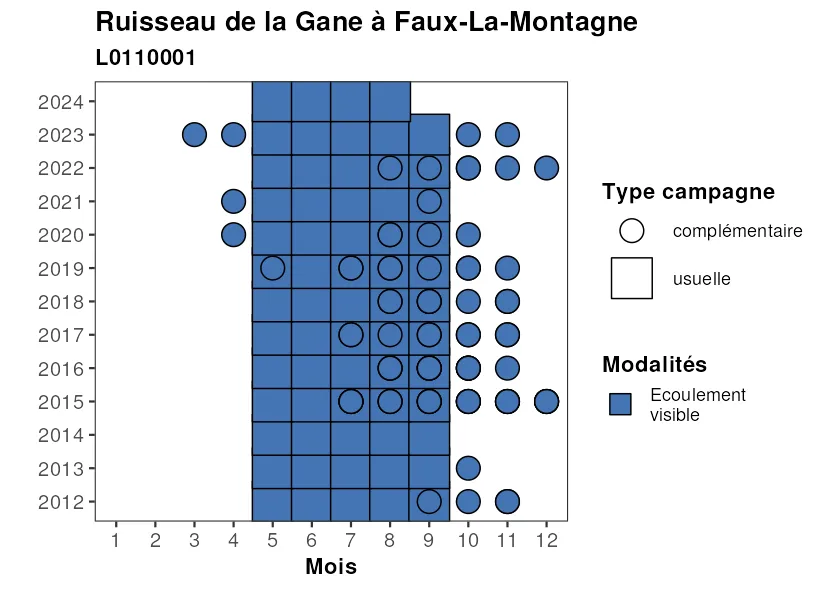 Ruisseau de la Gane à Faux-La-Montagne
L0110001
2024
2023
2022
2021
2020
2019
2018
2017
2016
2015
2014
2013
2012
1 2 3 4 5 6 7 8 9 10 11 12
Mois
Type campagne
complémentaire
usuelle
Modalités
Ecoulement
visible